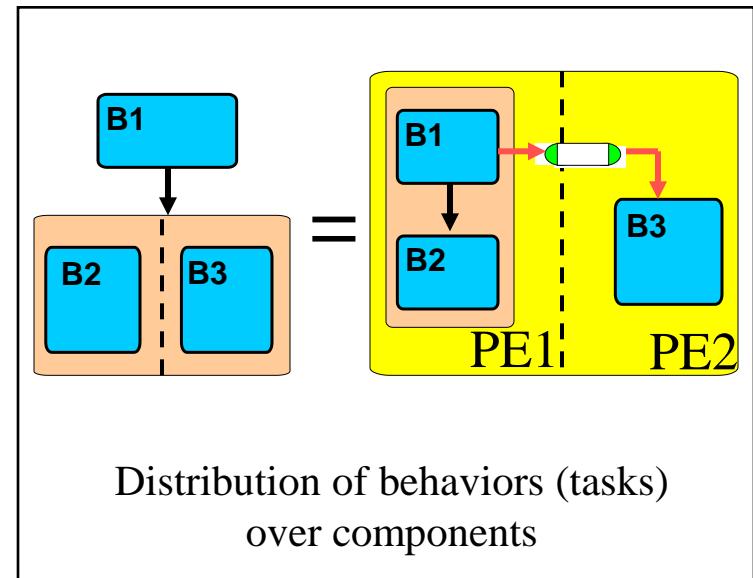 B1
B2
B3
=
B1
B2
B3
PE1
PE2
Distribution of behaviors (tasks)
over components